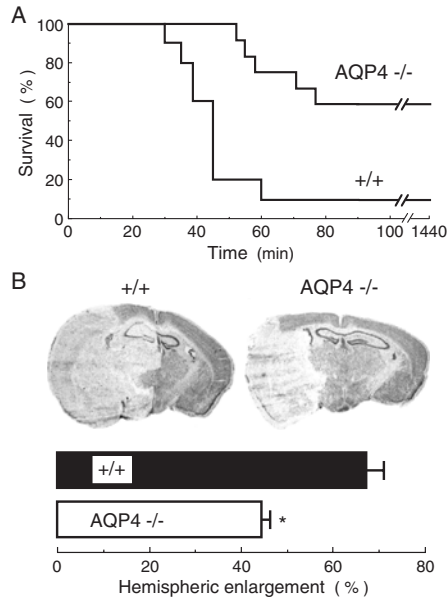 A
100
80
60
40
20
0
Survival (%)
AQP4 -/-
+/+
0 20 40 60 80 100 1440
Time (min)
B
+/+ AQP4 -/-
+/+
AQP4 -/- *
0 20 40 60 80
Hemispheric enlargement (%)